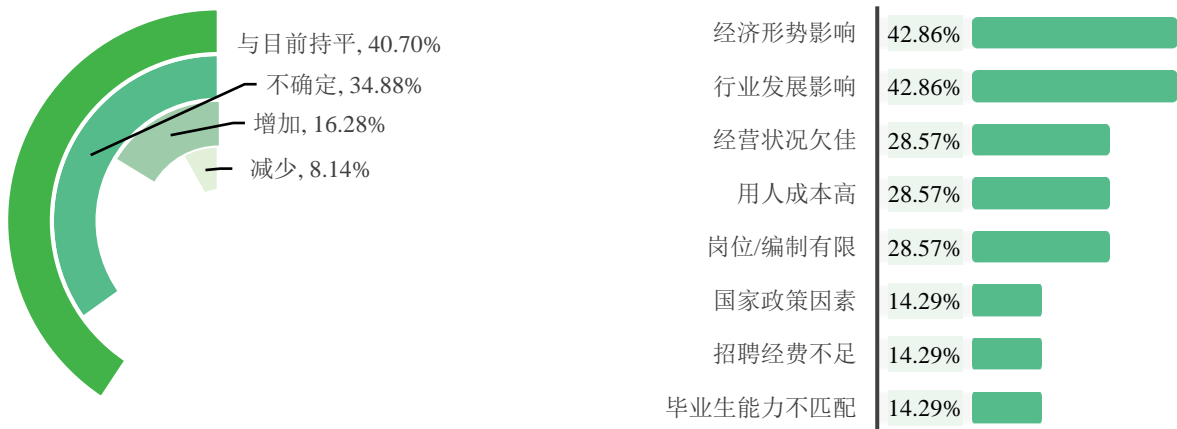 与目前持平, 40.70%
不确定, 34.88%
增加, 16.28%
减少, 8.14%
经济形势影响 42.86%
行业发展影响 42.86%
经营状况欠佳 28.57%
用人成本高 28.57%
岗位/编制有限 28.57%
国家政策因素 14.29%
招聘经费不足 14.29%
毕业生能力不匹配 14.29%